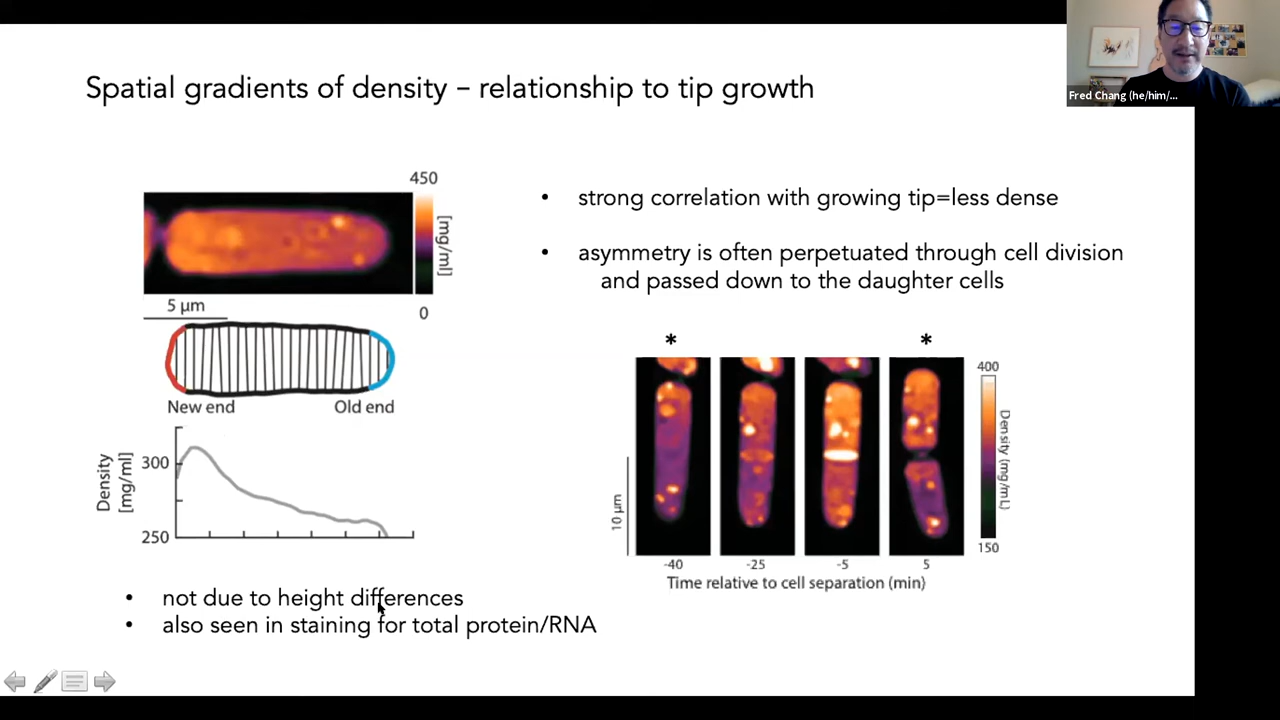 Fred Chang (he/him/...
Spatial gradients of density – relationship to tip growth
450
[mg/ml]
0
5 µm
New end
Old end
Density
[mg/ml]
300
250
• not due to height differences
• also seen in staining for total protein/RNA
• strong correlation with growing tip=less dense
• asymmetry is often perpetuated through cell division
and passed down to the daughter cells
* *
400
Density (mg/mL)
150
10 µm
-40 -25 -5 5
Time relative to cell separation (min)